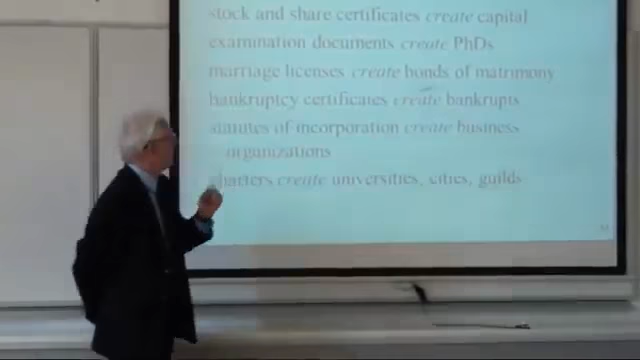 stock and share certificates create capital
examination documents create PhDs
marriage licenses create bonds of matrimony
bankruptcy certificates create bankrupts
statutes of incorporation create business
organizations
charters create universities, cities, guilds